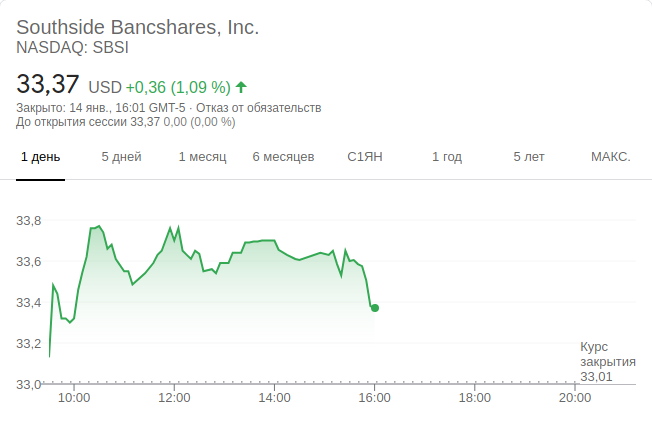 Southside Bancshares, Inc.
NASDAQ: SBSI
33,37 USD +0,36 (1,09 %)
Закрыто: 14 янв., 16:01 GMT-5 · Отказ от обязательств
До открытия сессии 33,37 0,00 (0,00 %)
1 день 5 дней 1 месяц 6 месяцев С1ЯН 1 год 5 лет МАКС.
33,8
33,6
33,4
33,2
33,0
Курс
закрытия
33,01
10:00 12:00 14:00 16:00 18:00 20:00